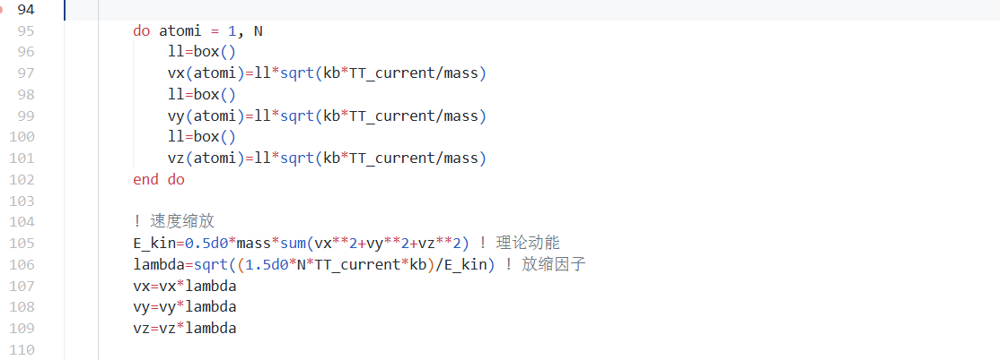 94
95 do atomi = 1, N
96 ll=box()
97 vx(atomi)=ll*sqrt(kb*TT_current/mass)
98 ll=box()
99 vy(atomi)=ll*sqrt(kb*TT_current/mass)
100 ll=box()
101 vz(atomi)=ll*sqrt(kb*TT_current/mass)
102 end do
103
104 ! 速度缩放
105 E_kin=0.5d0*mass*sum(vx**2+vy**2+vz**2) ! 理论动能
106 lambda=sqrt((1.5d0*N*TT_current*kb)/E_kin) ! 放缩因子
107 vx=vx*lambda
108 vy=vy*lambda
109 vz=vz*lambda
110